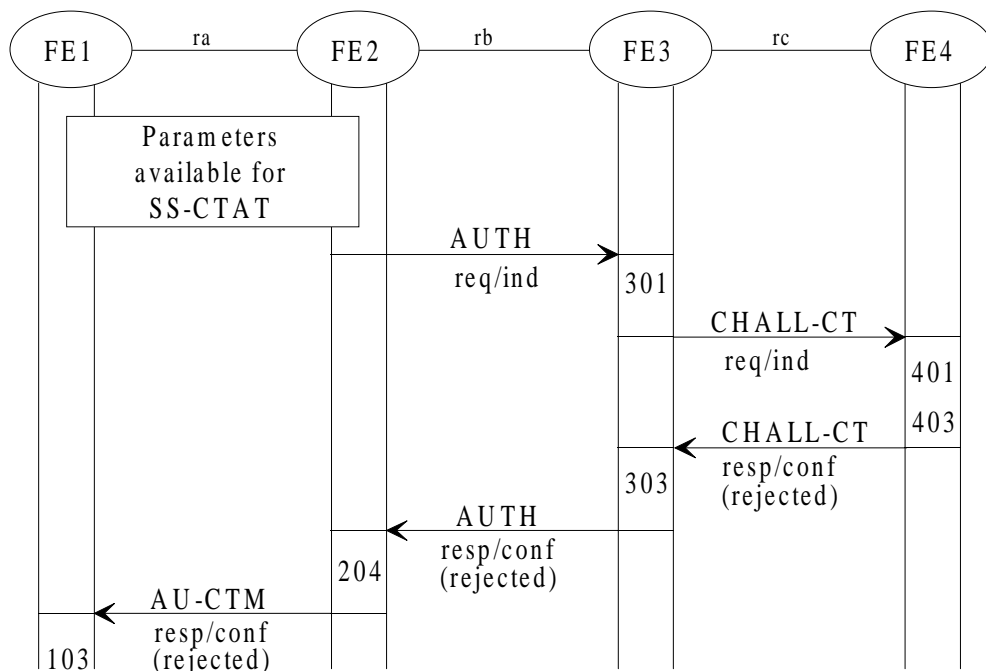 FE1 ra FE2 rb FE3 rc FE4
Parameters
available for
SS-CTAT
AUTH
req/ind
301
CHALL-CT
req/ind
401
403
CHALL-CT
resp/conf
(rejected)
303
AUTH
resp/conf
(rejected)
204
AU-CTM
resp/conf
(rejected)
103